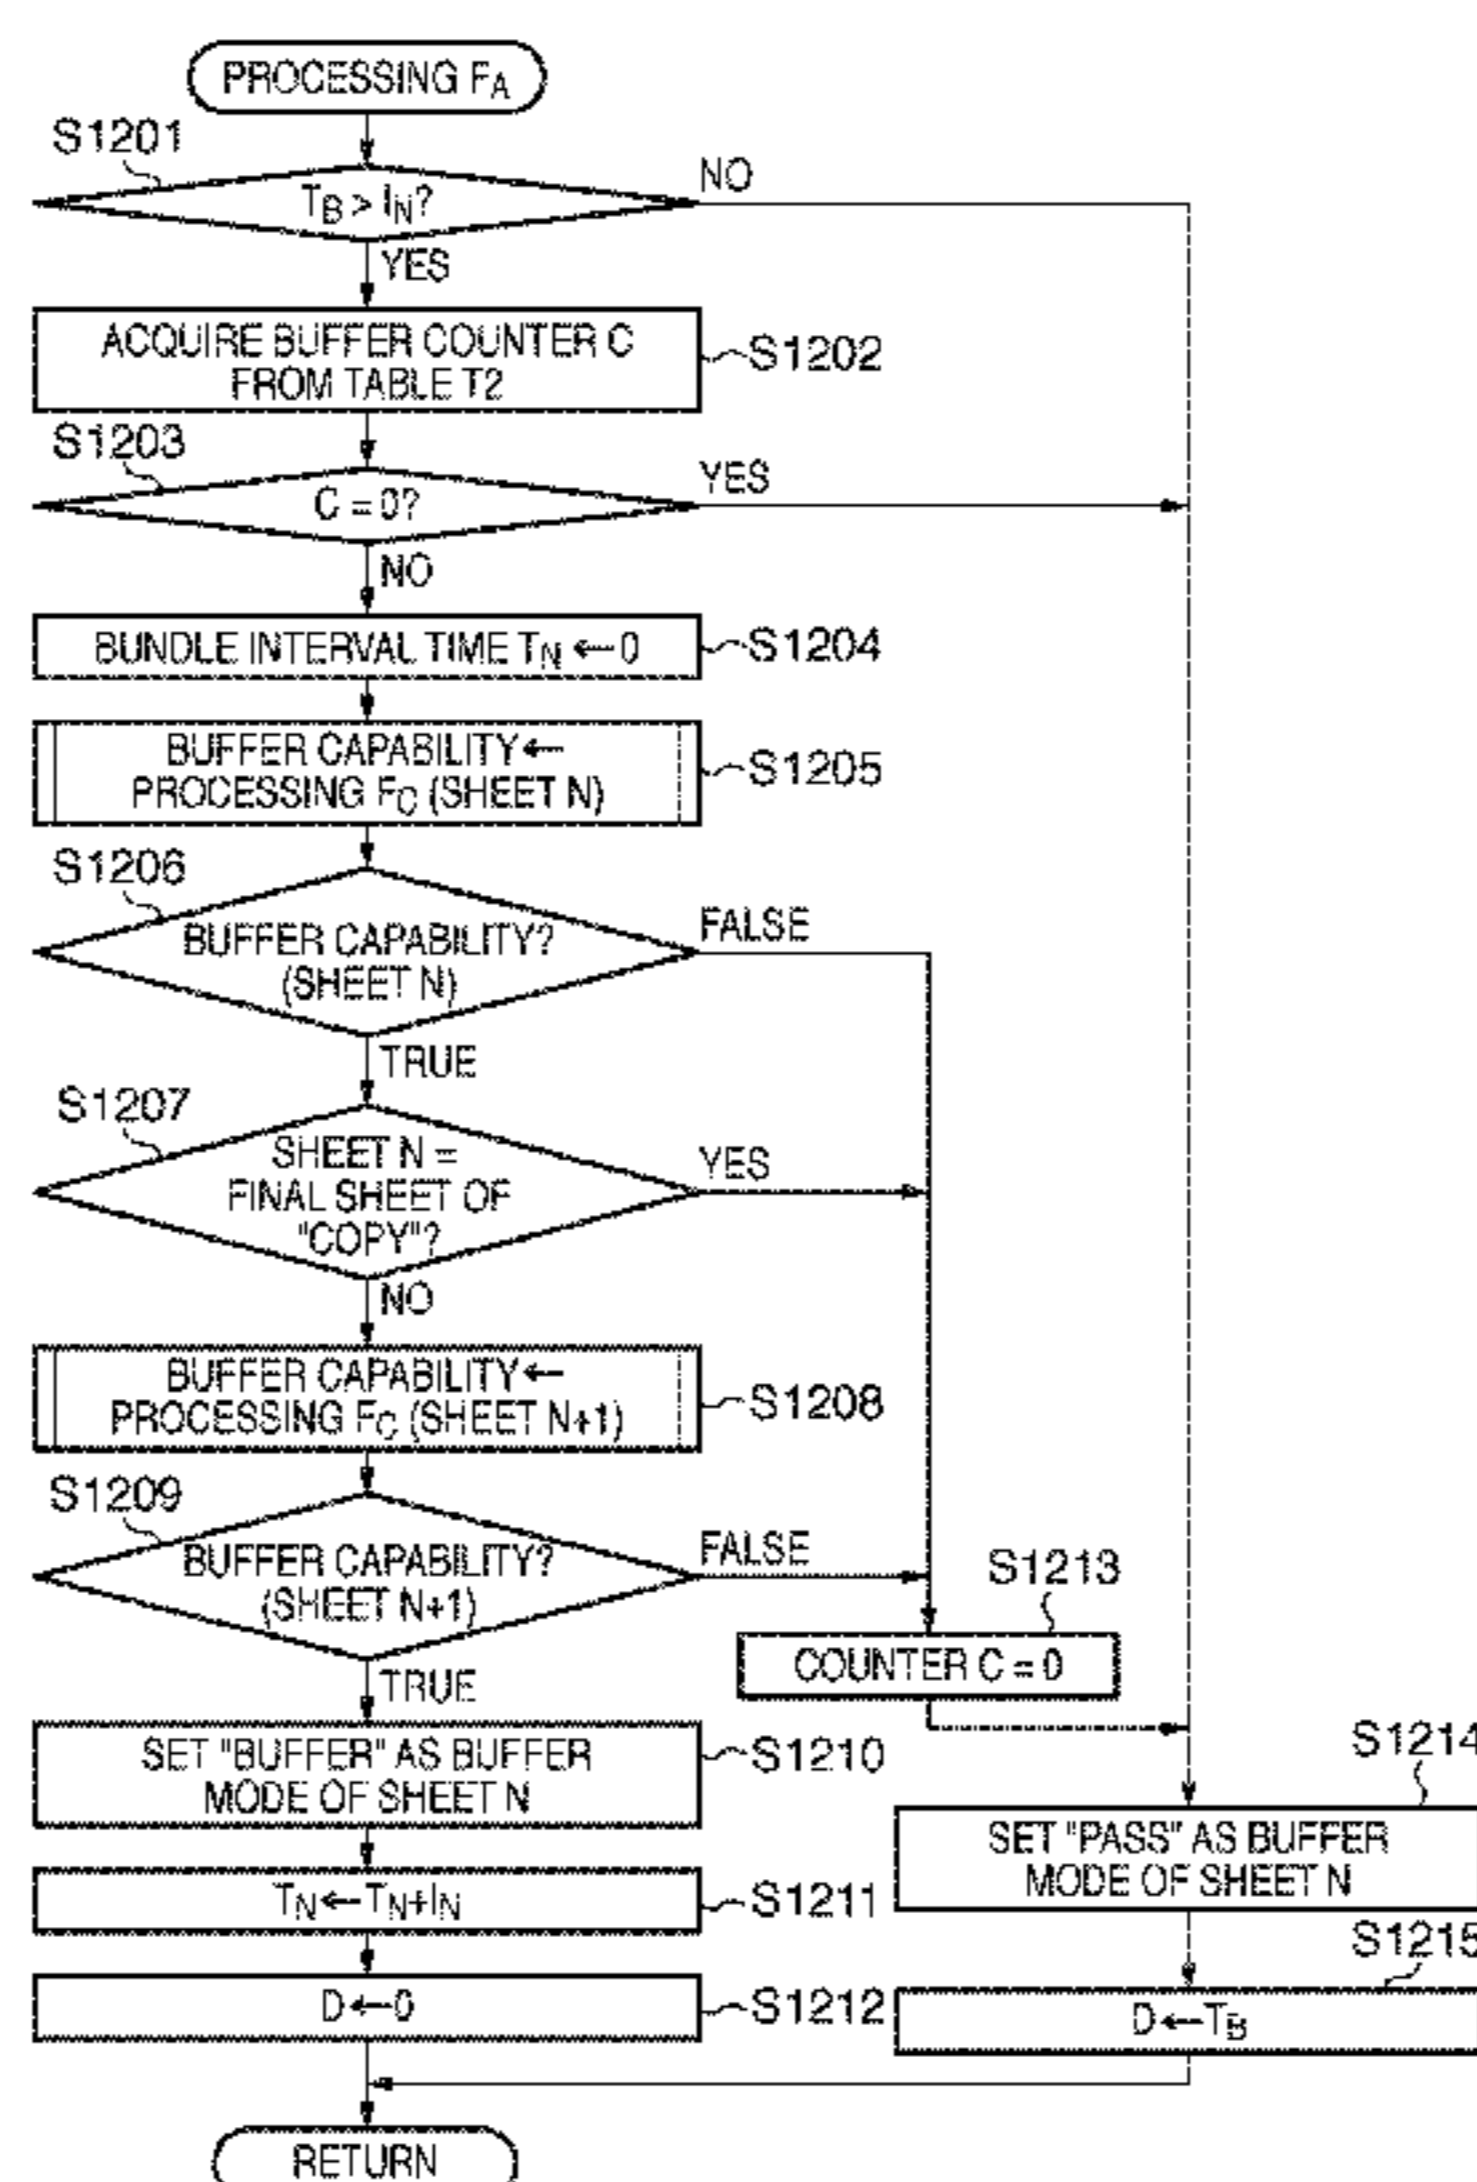 PROCESSING FA
S1201
TB > IN?
NO
YES
ACQUIRE BUFFER COUNTER C
FROM TABLE T2
S1202
S1203
C = 0?
YES
NO
BUNDLE INTERVAL TIME TN ← 0
S1204
BUFFER CAPABILITY ←
PROCESSING FC (SHEET N)
S1205
S1206
BUFFER CAPABILITY?
(SHEET N)
FALSE
TRUE
S1207
SHEET N =
FINAL SHEET OF
"COPY"?
YES
NO
BUFFER CAPABILITY ←
PROCESSING FC (SHEET N+1)
S1208
S1209
BUFFER CAPABILITY?
(SHEET N+1)
FALSE
TRUE
S1213
COUNTER C = 0
SET "BUFFER" AS BUFFER
MODE OF SHEET N
S1210
S1214
SET "PASS" AS BUFFER
MODE OF SHEET N
TN ← TN+IN
S1211
S1215
D ← 0
S1212
D ← TB
RETURN